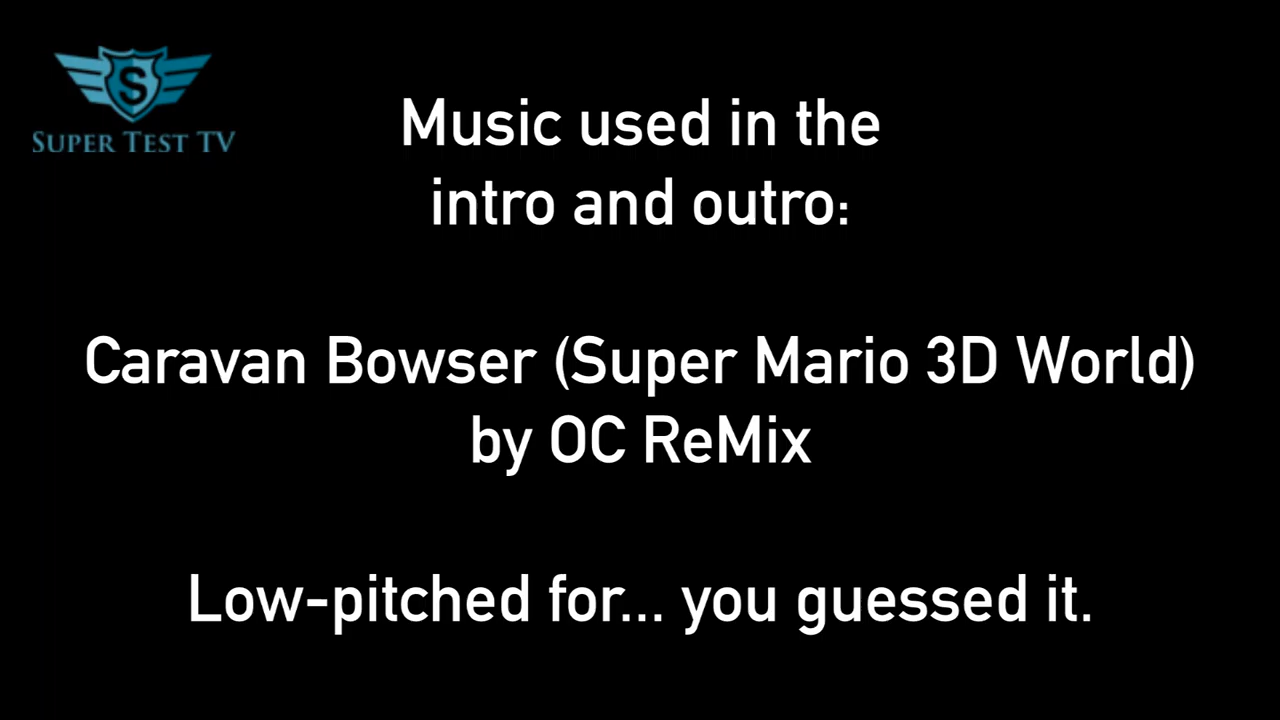 S
SUPER TEST TV
Music used in the
intro and outro:
Caravan Bowser (Super Mario 3D World)
by OC ReMix
Low-pitched for... you guessed it.